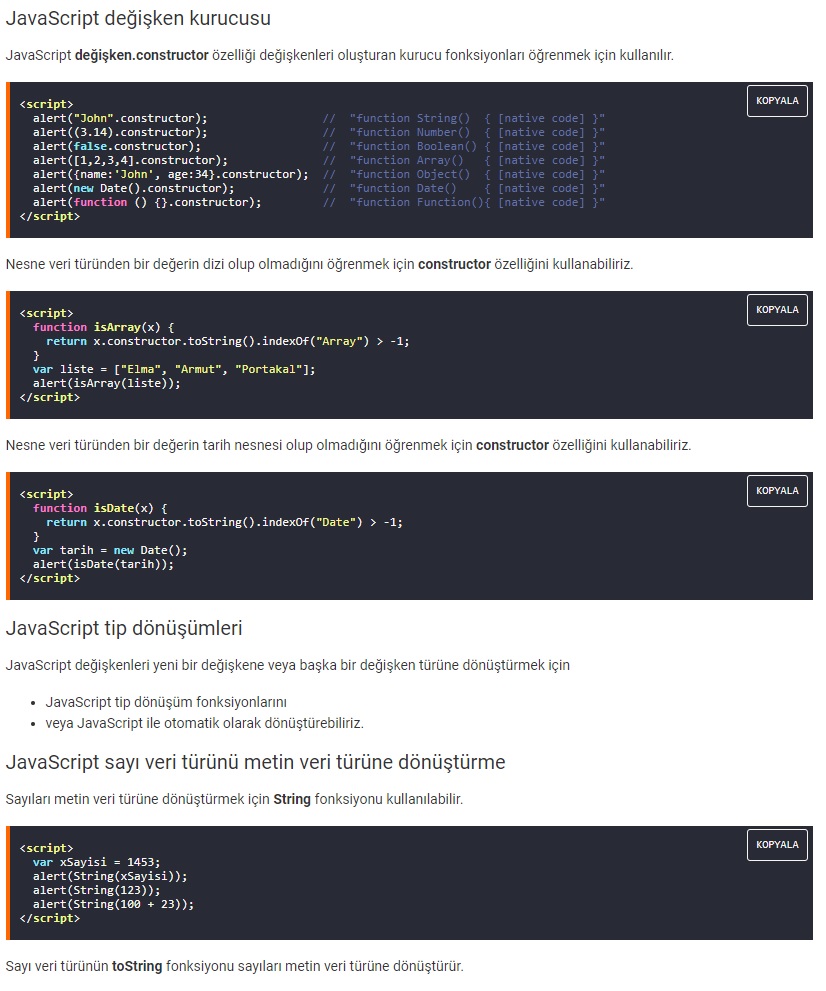 JavaScript değişken kurucusu
JavaScript değişken.constructor özelliği değişkenleri oluşturan kurucu fonksiyonları öğrenmek için kullanılır.
KOPYALA
<script>
  alert("John".constructor);                 //  "function String()  { [native code] }"
  alert((3.14).constructor);                 //  "function Number()  { [native code] }"
  alert(false.constructor);                  //  "function Boolean() { [native code] }"
  alert([1,2,3,4].constructor);              //  "function Array()   { [native code] }"
  alert({name:'John', age:34}.constructor);  //  "function Object()  { [native code] }"
  alert(new Date().constructor);             //  "function Date()    { [native code] }"
  alert(function () {}.constructor);         //  "function Function(){ [native code] }"
</script>
Nesne veri türünden bir değerin dizi olup olmadığını öğrenmek için constructor özelliğini kullanabiliriz.
KOPYALA
<script>
  function isArray(x) {
    return x.constructor.toString().indexOf("Array") > -1;
  }
  var liste = ["Elma", "Armut", "Portakal"];
  alert(isArray(liste));
</script>
Nesne veri türünden bir değerin tarih nesnesi olup olmadığını öğrenmek için constructor özelliğini kullanabiliriz.
KOPYALA
<script>
  function isDate(x) {
    return x.constructor.toString().indexOf("Date") > -1;
  }
  var tarih = new Date();
  alert(isDate(tarih));
</script>
JavaScript tip dönüşümleri
JavaScript değişkenleri yeni bir değişkene veya başka bir değişken türüne dönüştürmek için
• JavaScript tip dönüşüm fonksiyonlarını
• veya JavaScript ile otomatik olarak dönüştürebiliriz.
JavaScript sayı veri türünü metin veri türüne dönüştürme
Sayıları metin veri türüne dönüştürmek için String fonksiyonu kullanılabilir.
KOPYALA
<script>
  var xSayisi = 1453;
  alert(String(xSayisi));
  alert(String(123));
  alert(String(100 + 23));
</script>
Sayı veri türünün toString fonksiyonu sayıları metin veri türüne dönüştürür.